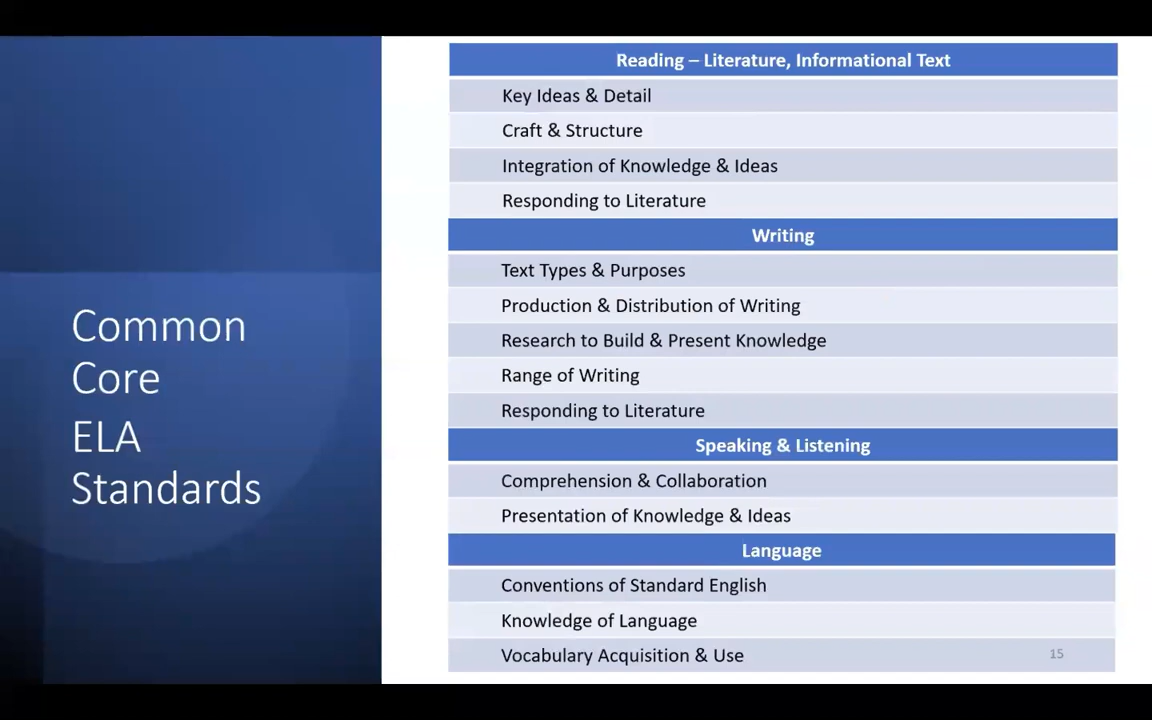 Common
Core
ELA
Standards
Reading – Literature, Informational Text
Key Ideas & Detail
Craft & Structure
Integration of Knowledge & Ideas
Responding to Literature
Writing
Text Types & Purposes
Production & Distribution of Writing
Research to Build & Present Knowledge
Range of Writing
Responding to Literature
Speaking & Listening
Comprehension & Collaboration
Presentation of Knowledge & Ideas
Language
Conventions of Standard English
Knowledge of Language
Vocabulary Acquisition & Use
15